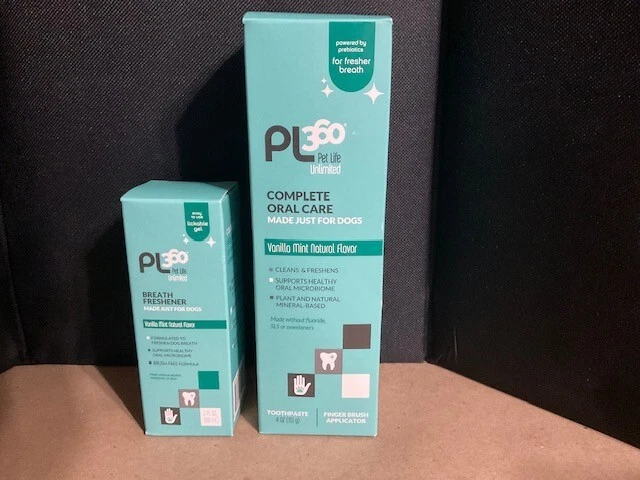 powered by
prebiotics
for fresher
breath
PL360
Pet Life
Unlimited
COMPLETE
ORAL CARE
MADE JUST FOR DOGS
Vanilla Mint Natural Flavor
CLEANS & FRESHENS
SUPPORTS HEALTHY
ORAL MICROBIOME
PLANT AND NATURAL
MINERAL-BASED
Made without fluoride,
SLS or sweeteners
TOOTHPASTE
4 oz (113 g)
FINGER BRUSH
APPLICATOR
easy
to use
lickable
gel
PL360
Pet Life
Unlimited
BREATH
FRESHENER
MADE JUST FOR DOGS
Vanilla Mint Natural Flavor
FORMULATED TO
FRESHEN DOG BREATH
SUPPORTS HEALTHY
ORAL MICROBIOME
BRUSH-FREE FORMULA